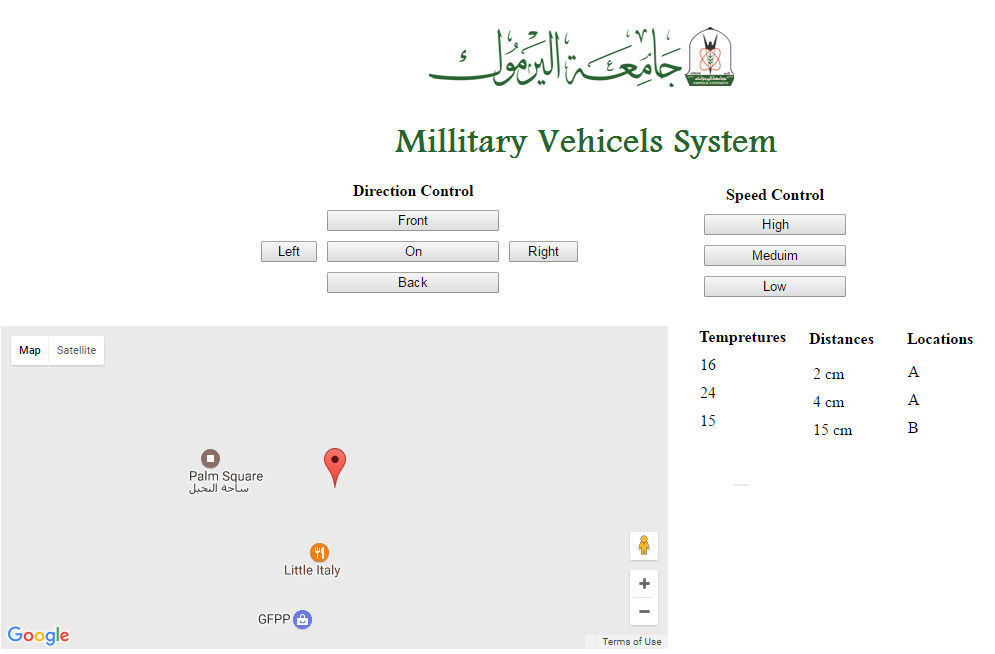 جامعة اليرموك
Millitary Vehicels System
Direction Control
Front
Left On Right
Back
Speed Control
High
Meduim
Low
Map Satellite
Palm Square
ساحة النخيل
Little Italy
GFPP
Google
Terms of Use
Tempretures Distances Locations
16 2 cm A
24 4 cm A
15 15 cm B